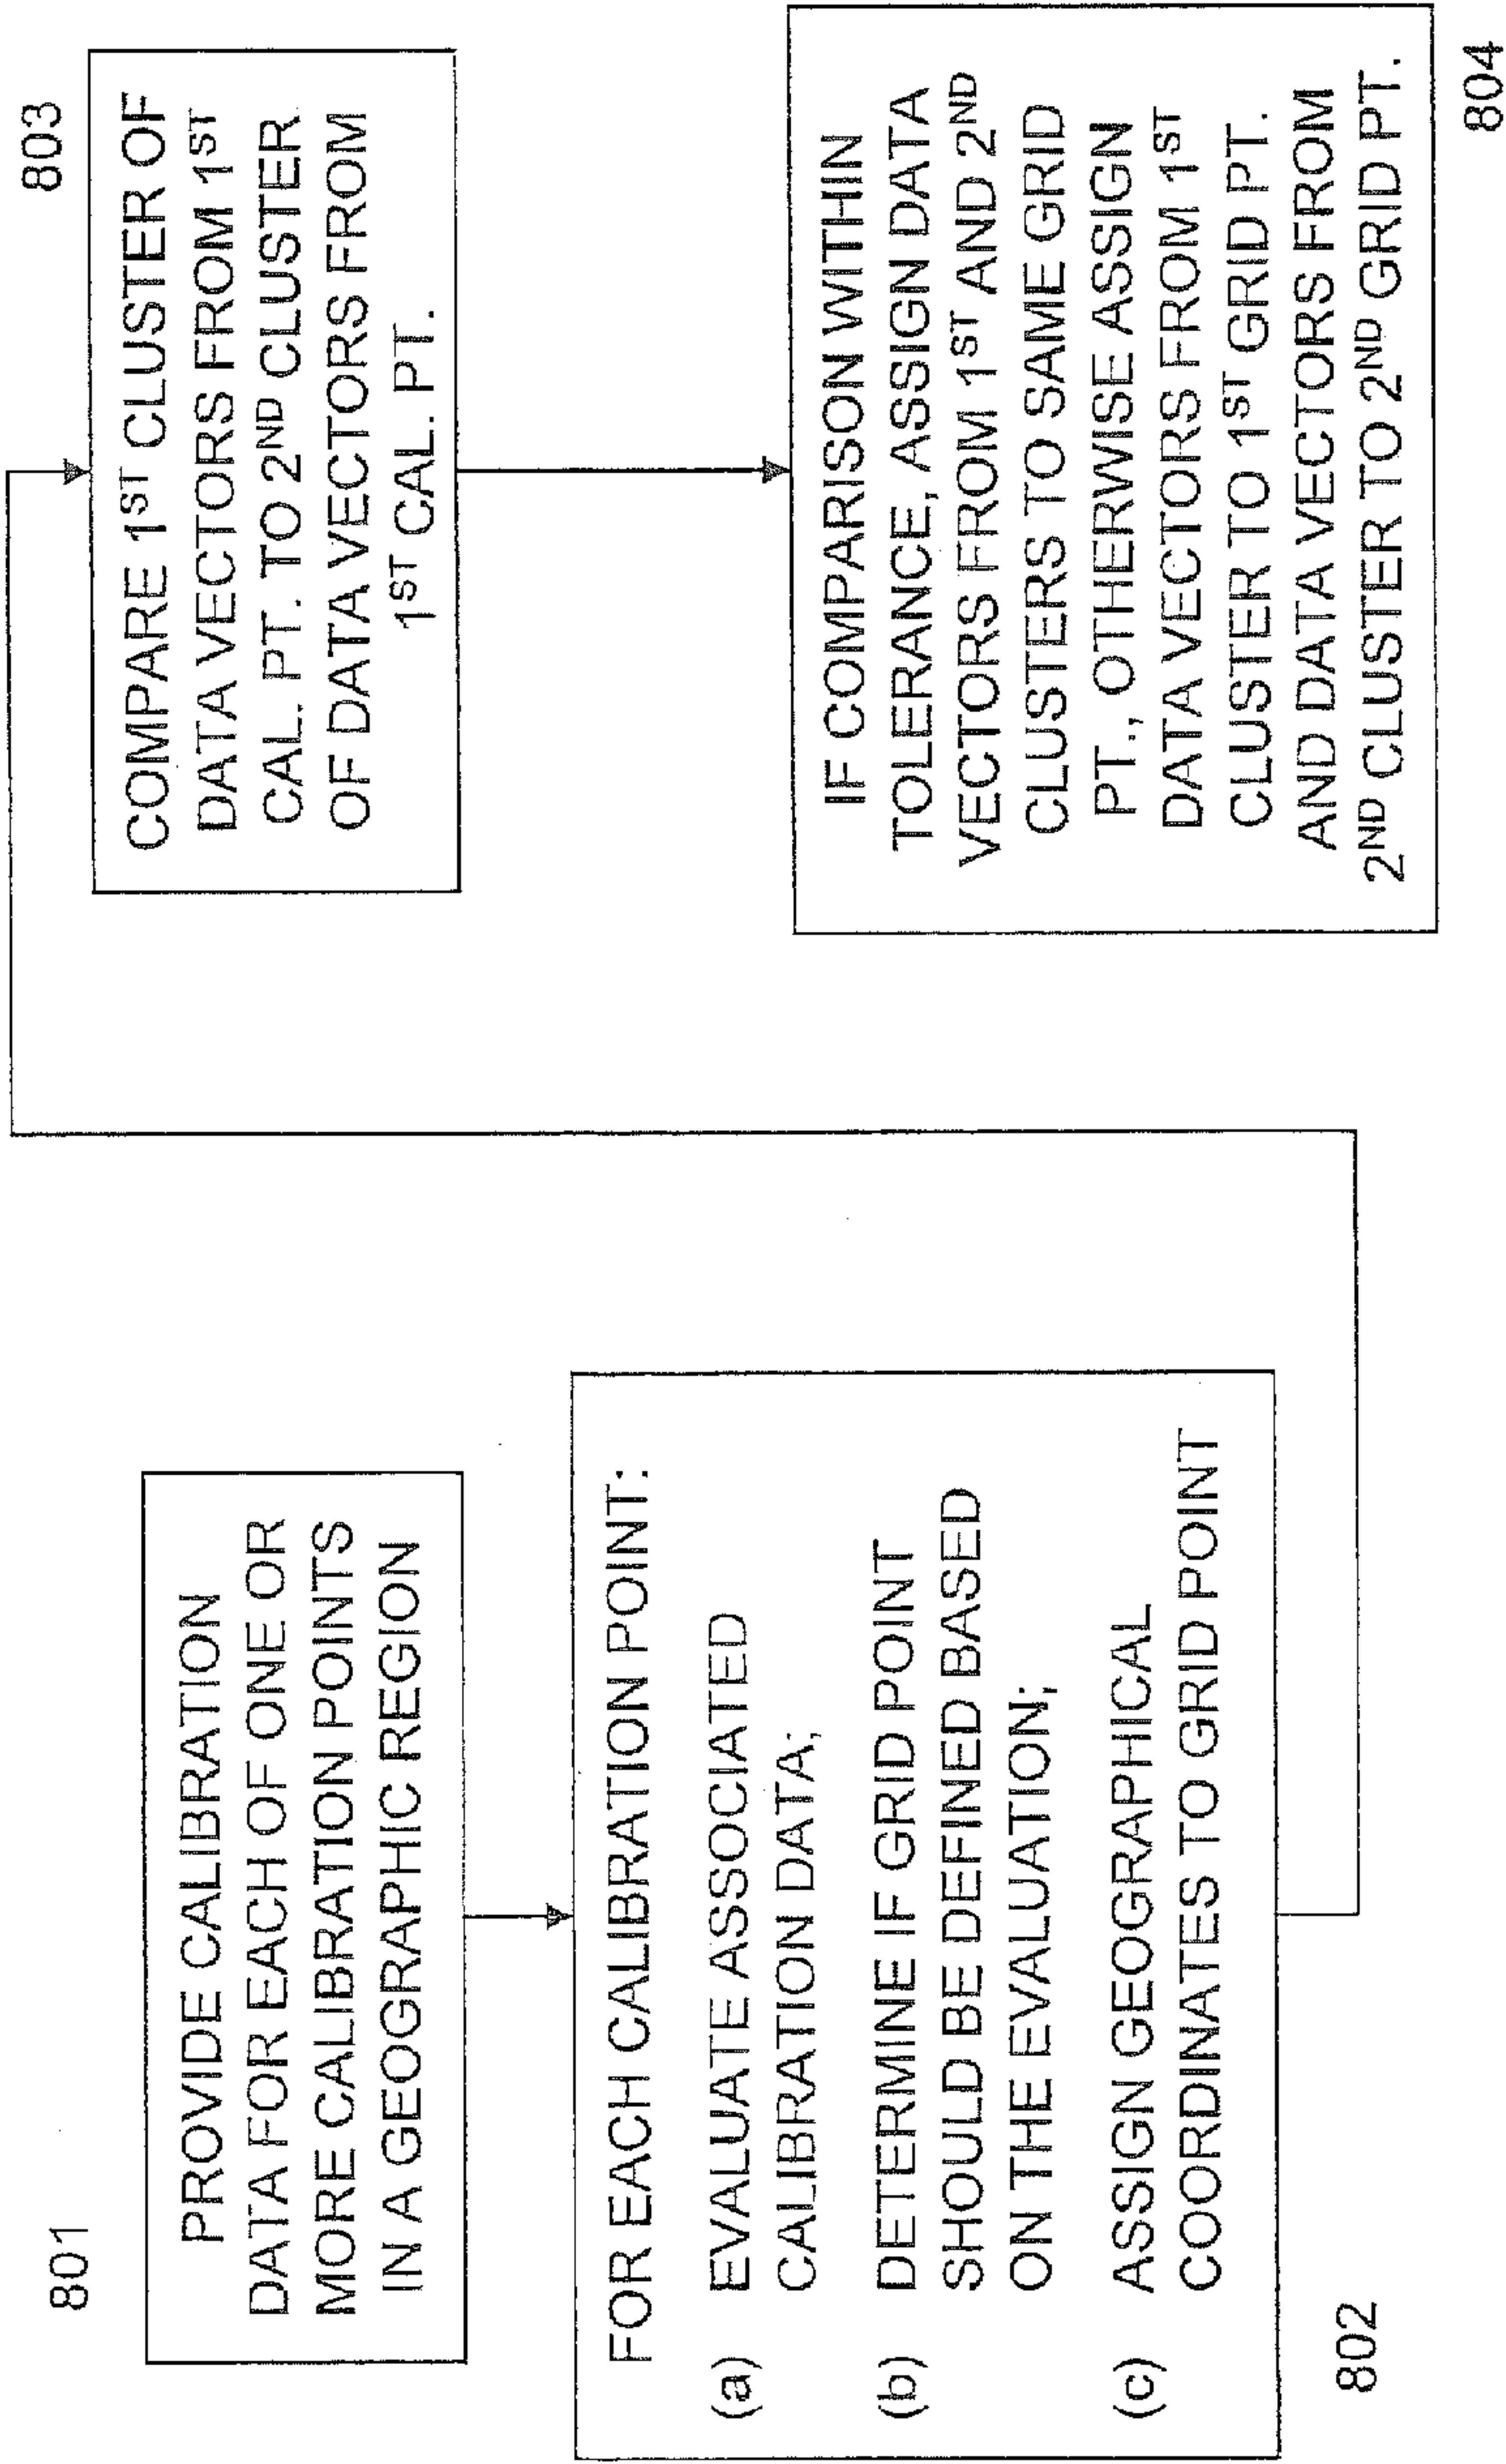 801
PROVIDE CALIBRATION
DATA FOR EACH OF ONE OR
MORE CALIBRATION POINTS
IN A GEOGRAPHIC REGION
FOR EACH CALIBRATION POINT:
(a) EVALUATE ASSOCIATED
CALIBRATION DATA;
(b) DETERMINE IF GRID POINT
SHOULD BE DEFINED BASED
ON THE EVALUATION;
(c) ASSIGN GEOGRAPHICAL
COORDINATES TO GRID POINT
802
803
COMPARE 1ST CLUSTER OF
DATA VECTORS FROM 1ST
CAL. PT. TO 2ND CLUSTER
OF DATA VECTORS FROM
1ST CAL. PT.
IF COMPARISON WITHIN
TOLERANCE, ASSIGN DATA
VECTORS FROM 1ST AND 2ND
CLUSTERS TO SAME GRID
PT., OTHERWISE ASSIGN
DATA VECTORS FROM 1ST
CLUSTER TO 1ST GRID PT.
AND DATA VECTORS FROM
2ND CLUSTER TO 2ND GRID PT.
804